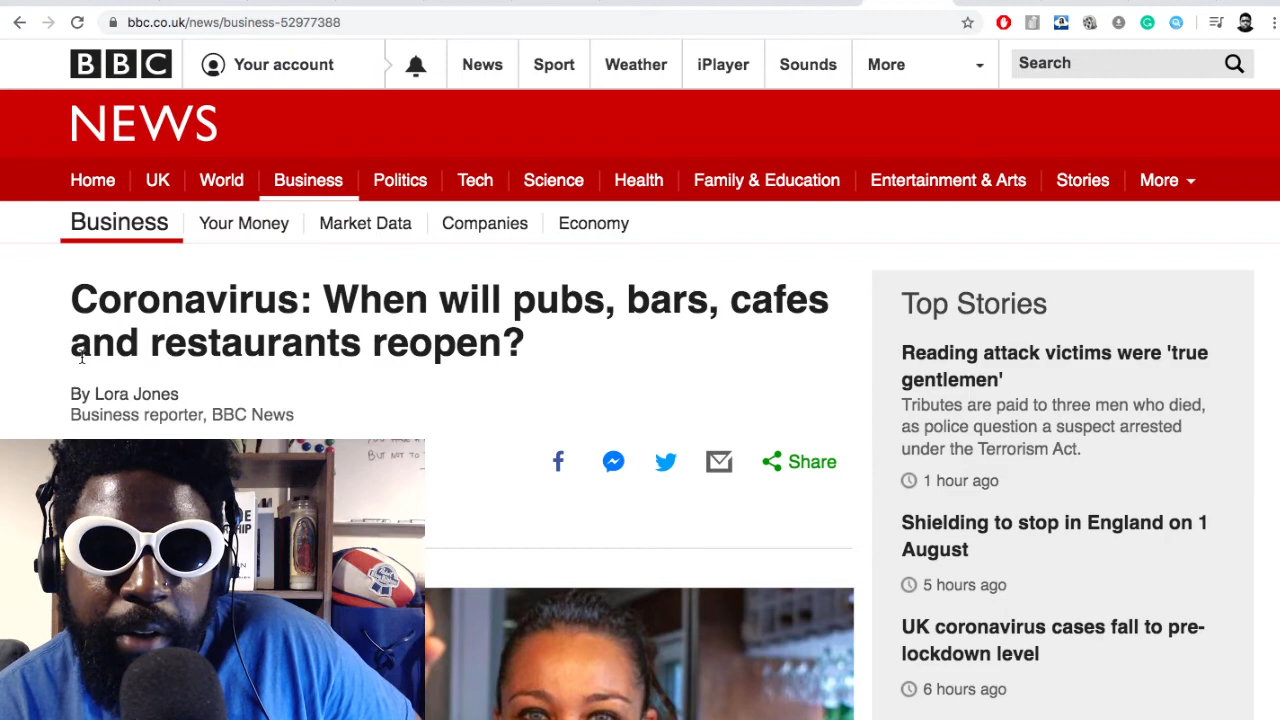 bbc.co.uk/news/business-52977388
BBC
Your account
News
Sport
Weather
iPlayer
Sounds
More
Search
NEWS
Home
UK
World
Business
Politics
Tech
Science
Health
Family & Education
Entertainment & Arts
Stories
More
Business
Your Money
Market Data
Companies
Economy
Coronavirus: When will pubs, bars, cafes
and restaurants reopen?
By Lora Jones
Business reporter, BBC News
Share
BUT NOT TO
Top Stories
Reading attack victims were 'true
gentlemen'
Tributes are paid to three men who died,
as police question a suspect arrested
under the Terrorism Act.
1 hour ago
Shielding to stop in England on 1
August
5 hours ago
UK coronavirus cases fall to pre-
lockdown level
6 hours ago